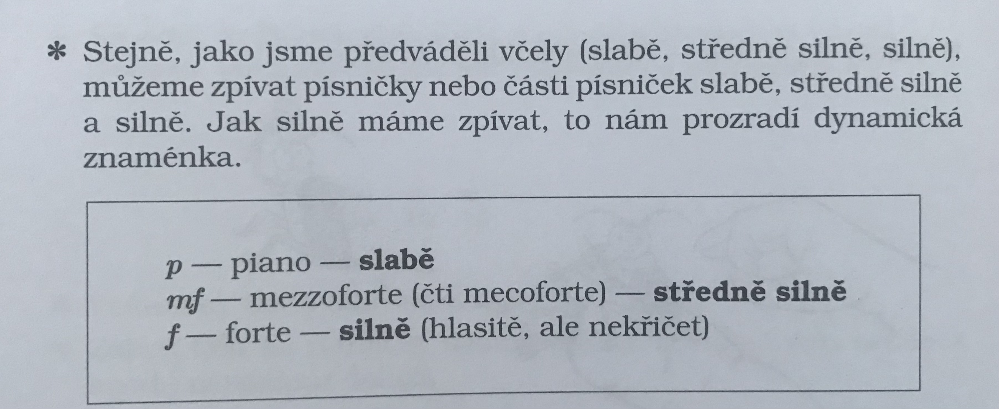 * Stejně, jako jsme předváděli včely (slabě, středně silně, silně),
můžeme zpívat písničky nebo části písniček slabě, středně silně
a silně. Jak silně máme zpívat, to nám prozradí dynamická
znaménka.
p — piano — slabě
mf — mezzoforte (čti mecoforte) — středně silně
f — forte — silně (hlasitě, ale nekřičet)